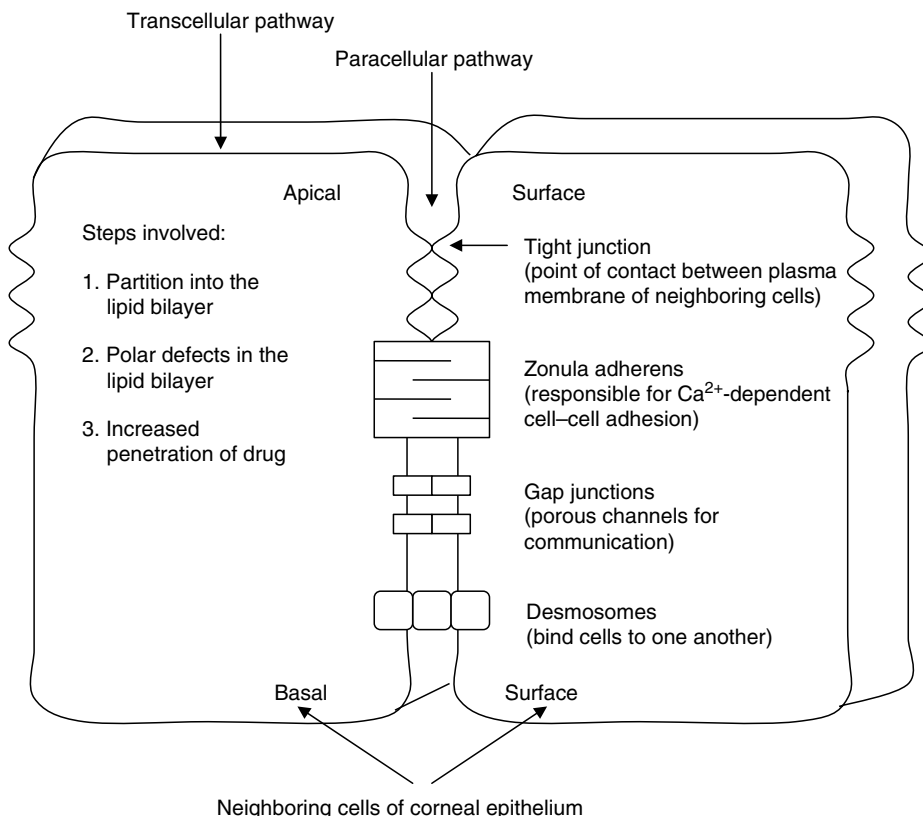 Transcellular pathway
Paracellular pathway
Apical
Surface
Steps involved:
1. Partition into the
lipid bilayer
2. Polar defects in the
lipid bilayer
3. Increased
penetration of drug
Tight junction
(point of contact between plasma
membrane of neighboring cells)
Zonula adherens
(responsible for Ca²⁺-dependent
cell–cell adhesion)
Gap junctions
(porous channels for
communication)
Desmosomes
(bind cells to one another)
Basal
Surface
Neighboring cells of corneal epithelium